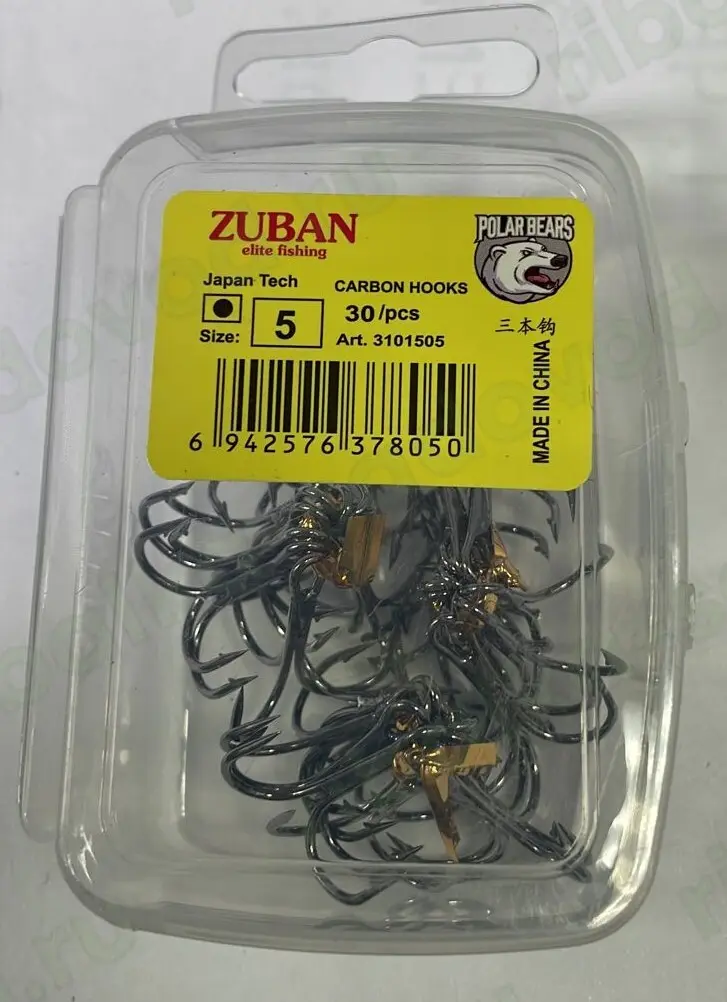 ZUBAN
elite fishing
POLAR BEARS
Japan Tech
CARBON HOOKS
Size: 5
30/pcs
Art. 3101505
三本钩
MADE IN CHINA
6 942576 378050